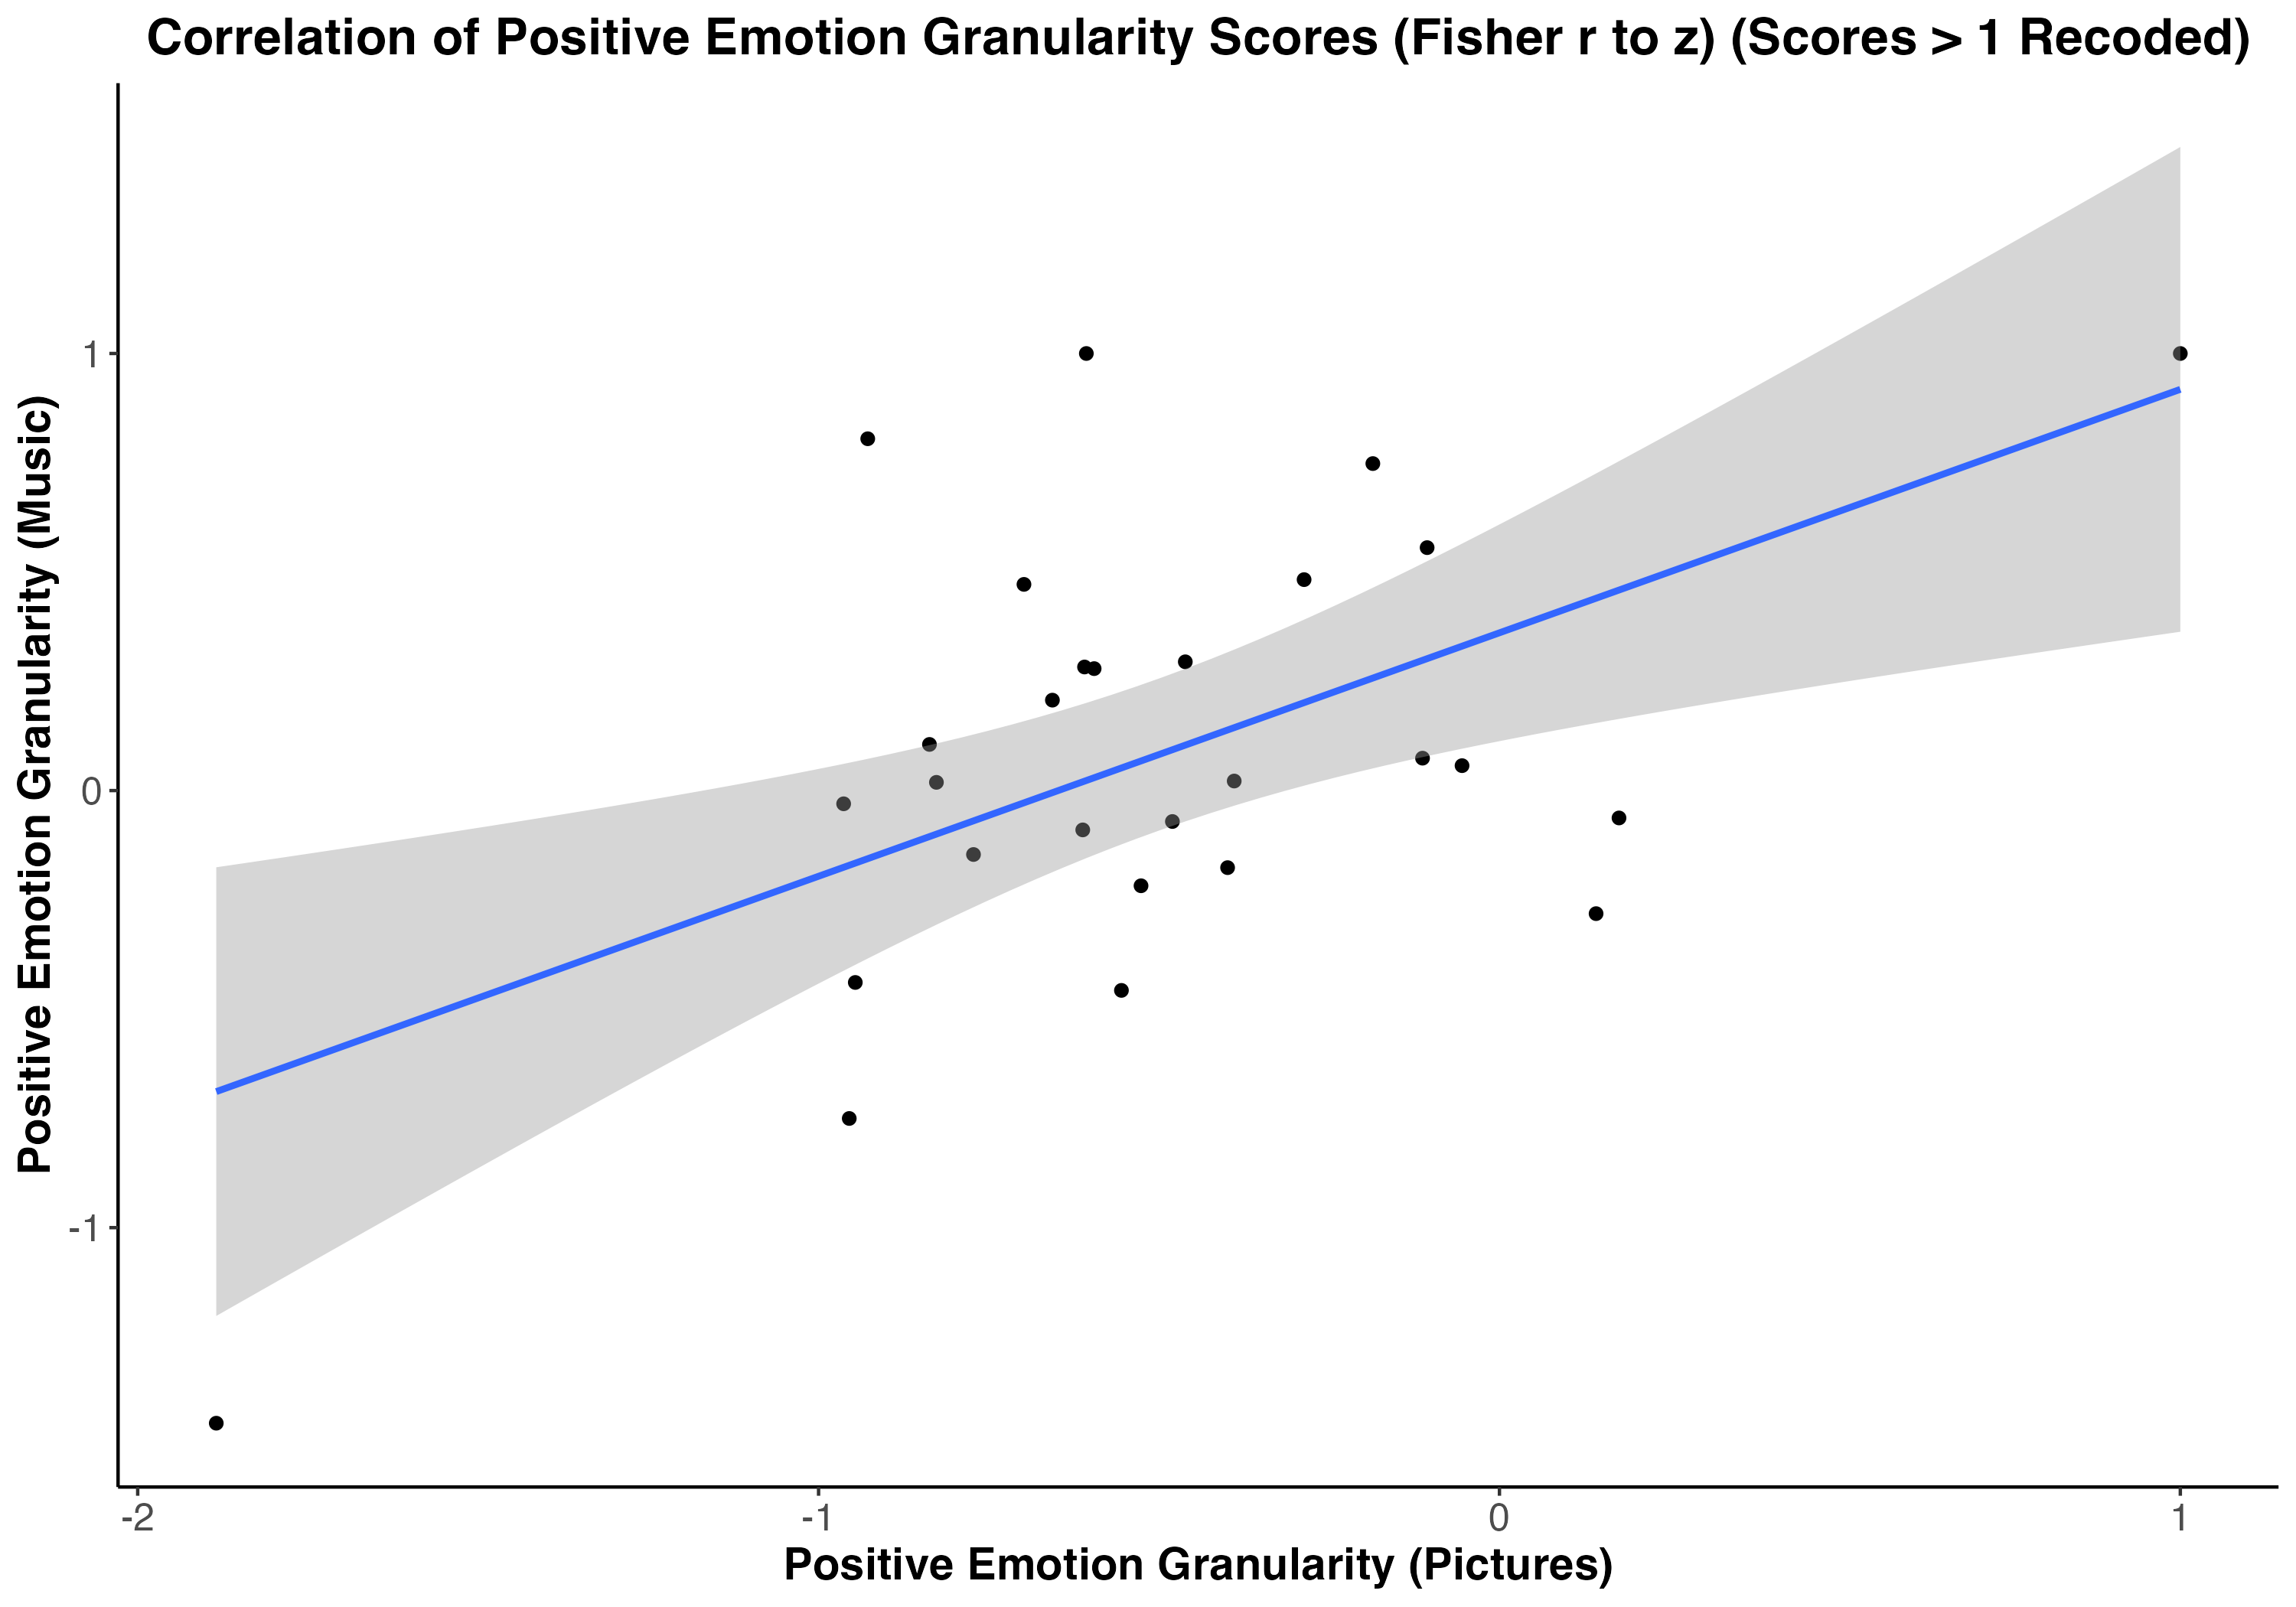 Correlation of Positive Emotion Granularity Scores (Fisher r to z) (Scores > 1 Recoded)
Positive Emotion Granularity (Music)
1
0
-1
-2
-1
0
1
Positive Emotion Granularity (Pictures)